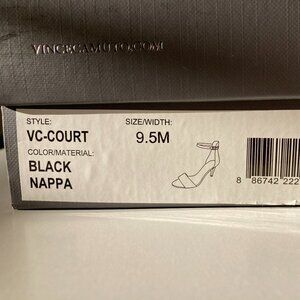 VINCECAMUTO.COM
STYLE: SIZE/WIDTH:
VC-COURT 9.5M
COLOR/MATERIAL:
BLACK
NAPPA
8 86742 222